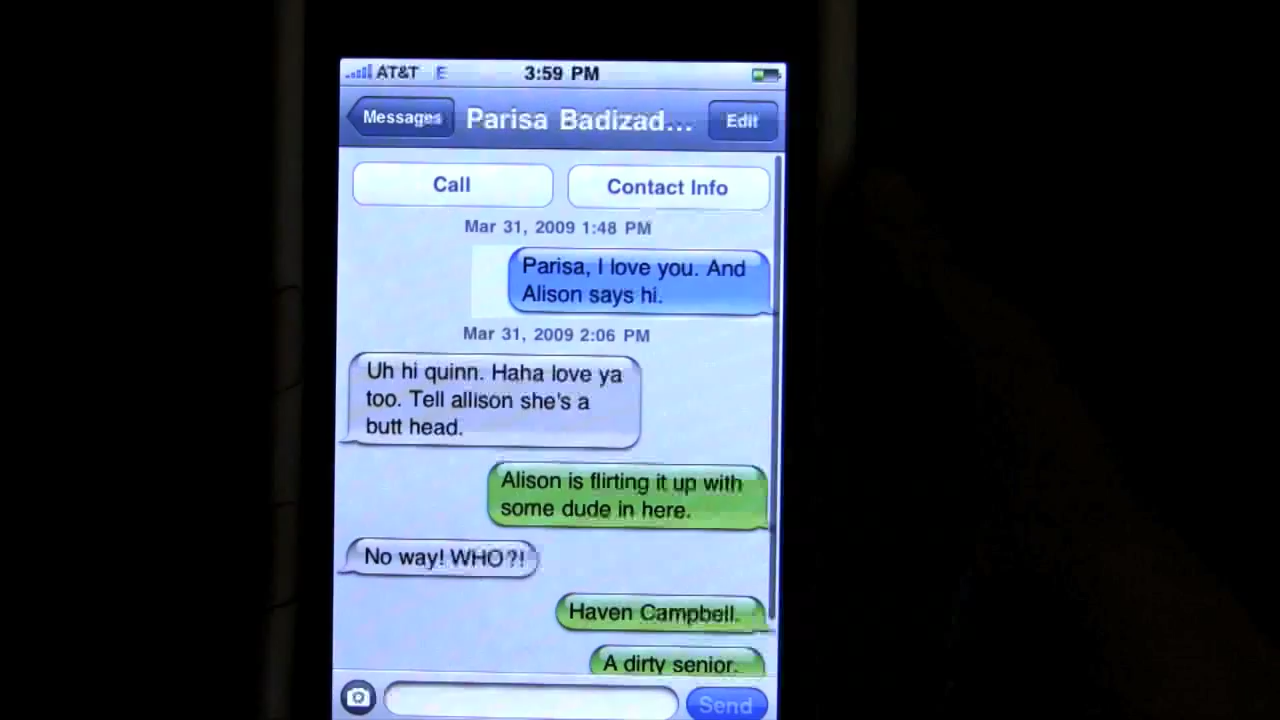 AT&T E 3:59 PM
Messages Parisa Badizad... Edit
Call Contact Info
Mar 31, 2009 1:48 PM
Parisa, I love you. And
Alison says hi.
Mar 31, 2009 2:06 PM
Uh hi quinn. Haha love ya
too. Tell allison she's a
butt head.
Alison is flirting it up with
some dude in here.
No way! WHO?!
Haven Campbell.
A dirty senior.
Send